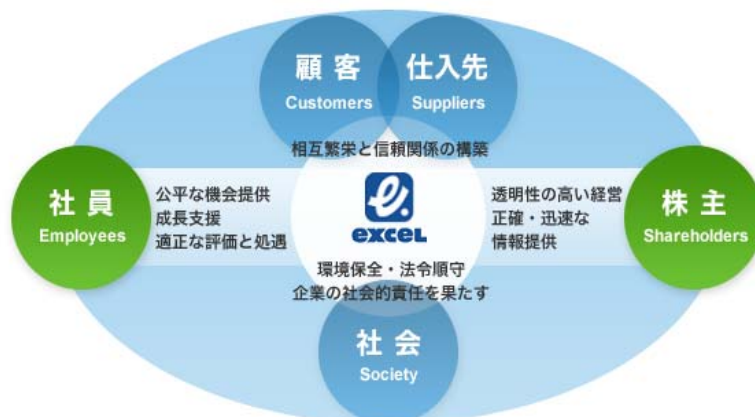 顧客 仕入先
Customers Suppliers
相互繁栄と信頼関係の構築
社員
Employees
公平な機会提供
成長支援
適正な評価と処遇
e.
excel
透明性の高い経営
正確・迅速な
情報提供
株主
Shareholders
環境保全・法令順守
企業の社会的責任を果たす
社会
Society